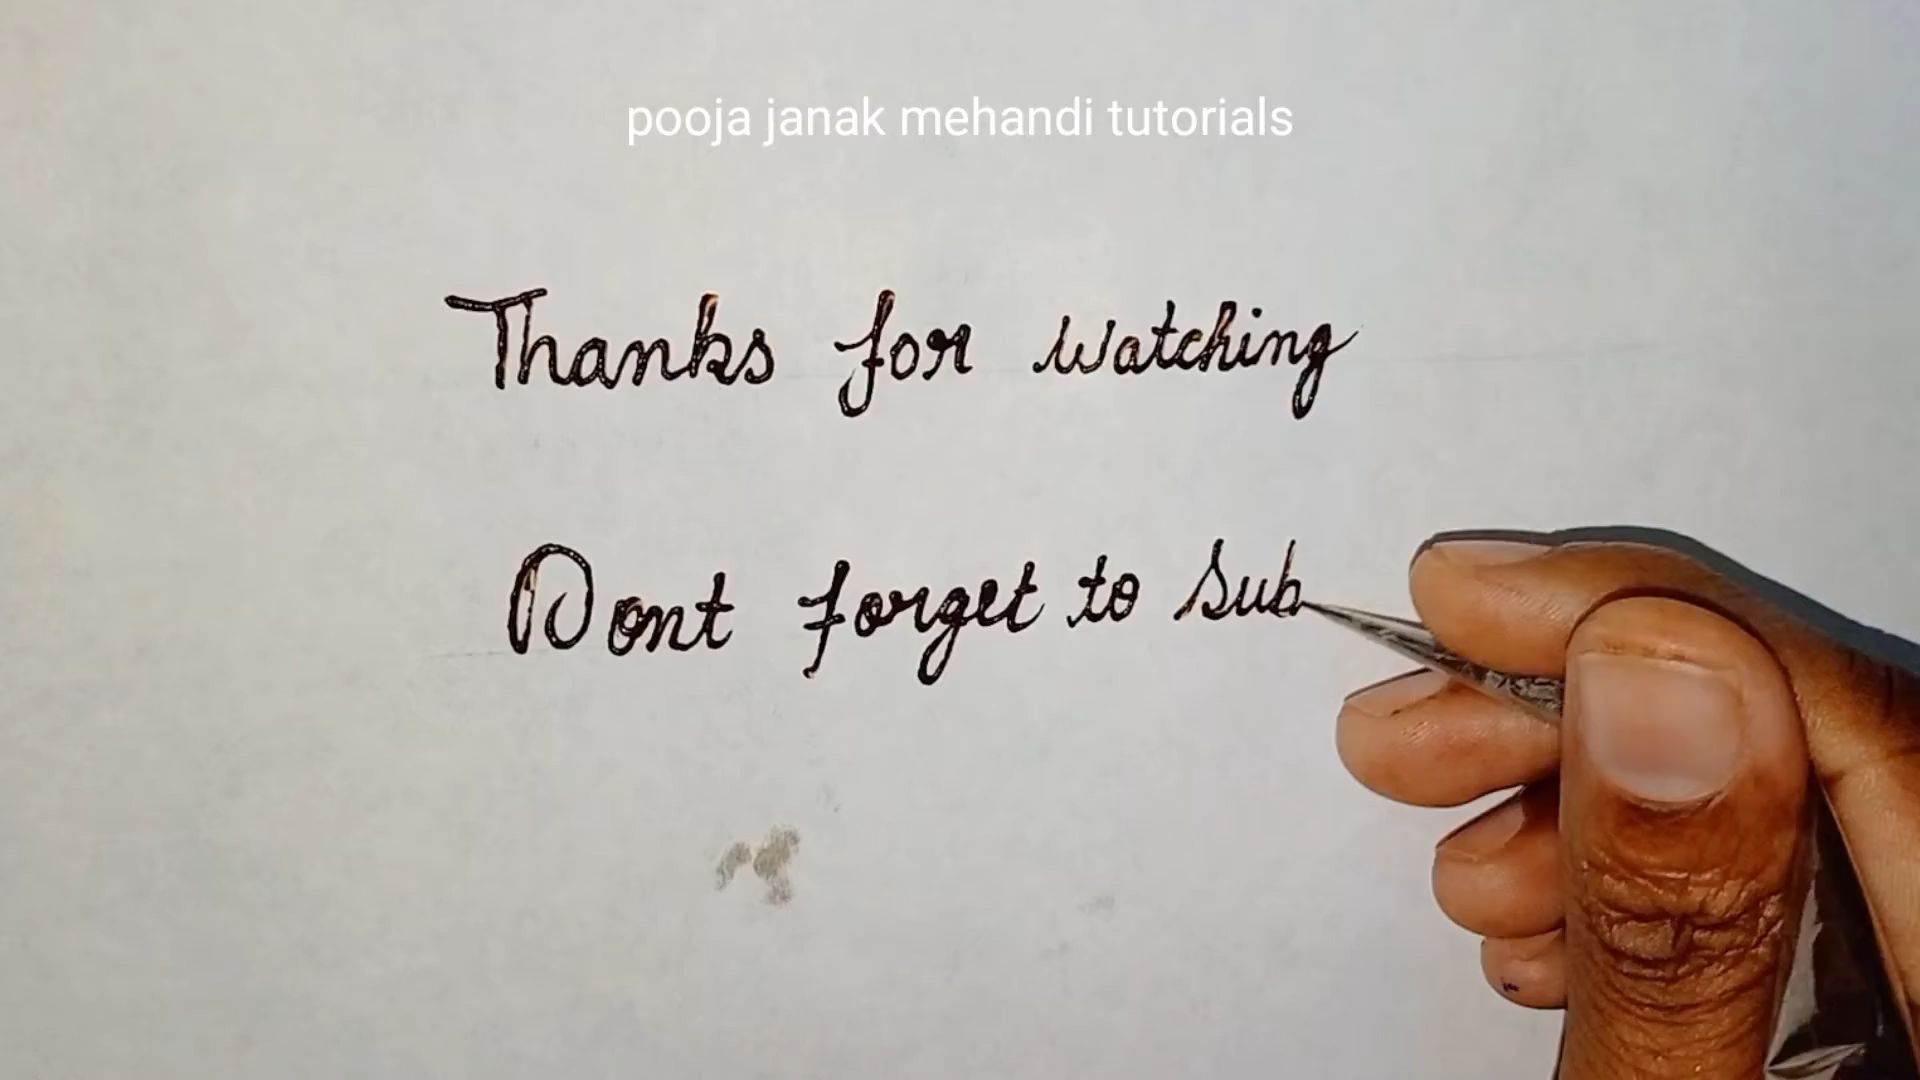 pooja janak mehandi tutorials
Thanks for watching
Dont forget to Sub